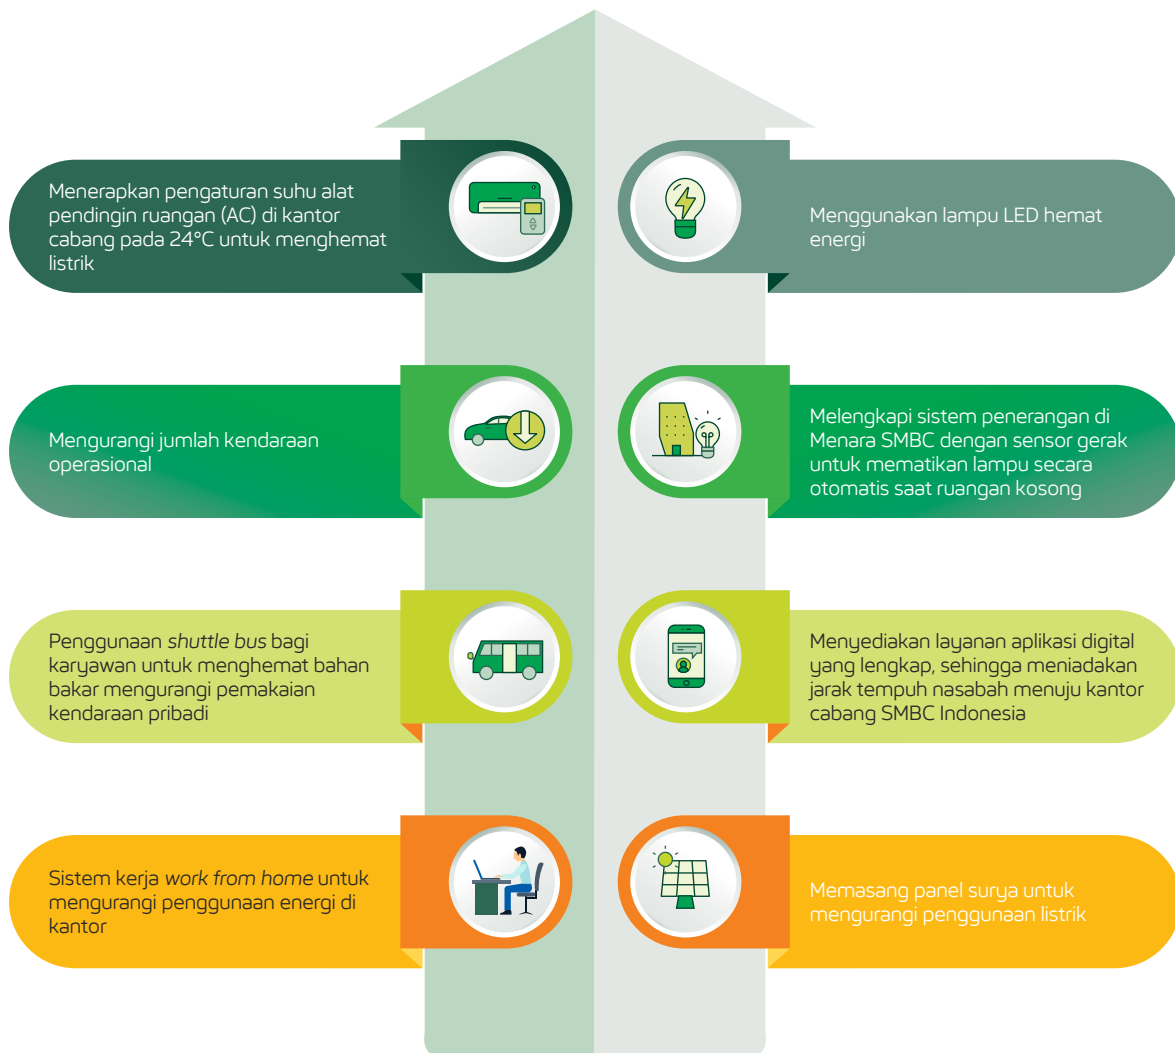 Menerapkan pengaturan suhu alat
pendingin ruangan (AC) di kantor
cabang pada 24°C untuk menghemat
listrik
Menggunakan lampu LED hemat
energi
Mengurangi jumlah kendaraan
operasional
Melengkapi sistem penerangan di
Menara SMBC dengan sensor gerak
untuk mematikan lampu secara
otomatis saat ruangan kosong
Penggunaan shuttle bus bagi
karyawan untuk menghemat bahan
bakar mengurangi pemakaian
kendaraan pribadi
Menyediakan layanan aplikasi digital
yang lengkap, sehingga meniadakan
jarak tempuh nasabah menuju kantor
cabang SMBC Indonesia
Sistem kerja work from home untuk
mengurangi penggunaan energi di
kantor
Memasang panel surya untuk
mengurangi penggunaan listrik